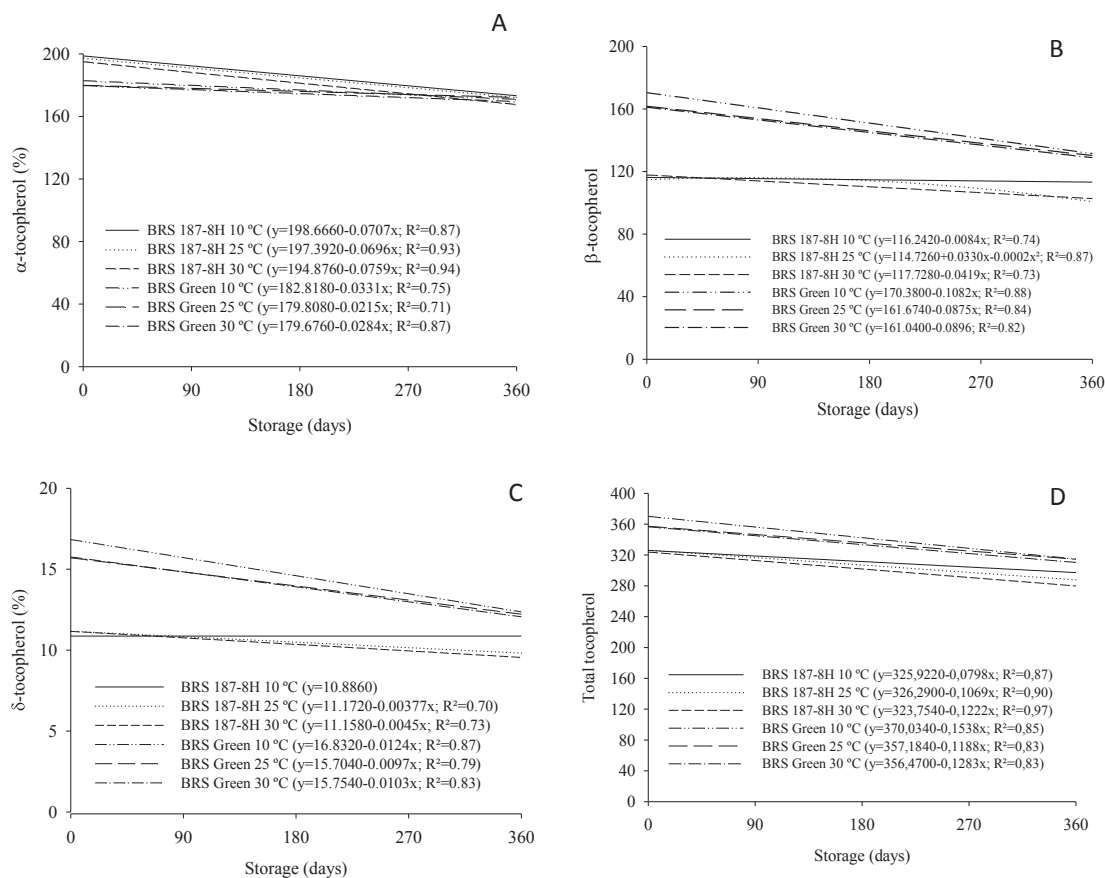 A
200
160
120
80
40
0
α-tocopherol (%)
BRS 187-8H 10 ºC (y=198.6660-0.0707x; R²=0.87)
BRS 187-8H 25 ºC (y=197.3920-0.0696x; R²=0.93)
BRS 187-8H 30 ºC (y=194.8760-0.0759x; R²=0.94)
BRS Green 10 ºC (y=182.8180-0.0331x; R²=0.75)
BRS Green 25 ºC (y=179.8080-0.0215x; R²=0.71)
BRS Green 30 ºC (y=179.6760-0.0284x; R²=0.87)
0 90 180 270 360
Storage (days)
B
200
160
120
80
40
0
β-tocopherol
BRS 187-8H 10 ºC (y=116.2420-0.0084x; R²=0.74)
BRS 187-8H 25 ºC (y=114.7260+0.0330x-0.0002x²; R²=0.87)
BRS 187-8H 30 ºC (y=117.7280-0.0419x; R²=0.73)
BRS Green 10 ºC (y=170.3800-0.1082x; R²=0.88)
BRS Green 25 ºC (y=161.6740-0.0875x; R²=0.84)
BRS Green 30 ºC (y=161.0400-0.0896; R²=0.82)
0 90 180 270 360
Storage (days)
C
20
15
10
5
0
δ-tocopherol (%)
BRS 187-8H 10 ºC (y=10.8860)
BRS 187-8H 25 ºC (y=11.1720-0.00377x; R²=0.70)
BRS 187-8H 30 ºC (y=11.1580-0.0045x; R²=0.73)
BRS Green 10 ºC (y=16.8320-0.0124x; R²=0.87)
BRS Green 25 ºC (y=15.7040-0.0097x; R²=0.79)
BRS Green 30 ºC (y=15.7540-0.0103x; R²=0.83)
0 90 180 270 360
Storage (days)
D
400
360
320
280
240
200
160
120
80
40
0
Total tocopherol
BRS 187-8H 10 ºC (y=325,9220-0,0798x; R²=0,87)
BRS 187-8H 25 ºC (y=326,2900-0,1069x; R²=0,90)
BRS 187-8H 30 ºC (y=323,7540-0,1222x; R²=0,97)
BRS Green 10 ºC (y=370,0340-0,1538x; R²=0,85)
BRS Green 25 ºC (y=357,1840-0,1188x; R²=0,83)
BRS Green 30 ºC (y=356,4700-0,1283x; R²=0,83)
0 90 180 270 360
Storage (days)